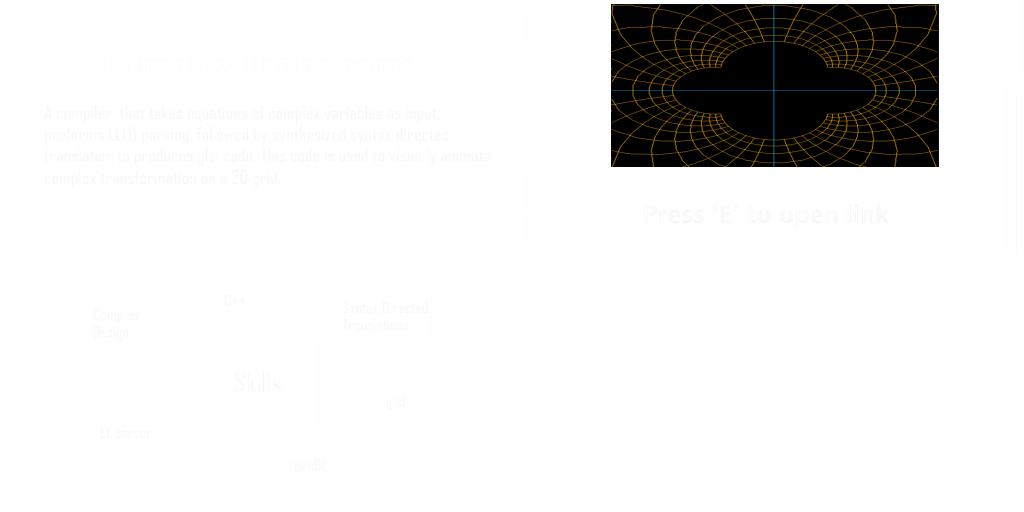 A compiler, that takes equations of complex variables as input,
performs LL(1) parsing, followed by synthesized syntax directed
translation to produces glsl code. This code is used to visually animate
complex transformation on a 2D grid.
Press 'E' to open link
C++
Compiler
Design
Syntax Directed
Translations
Skills
glsl
LL parser
openGL